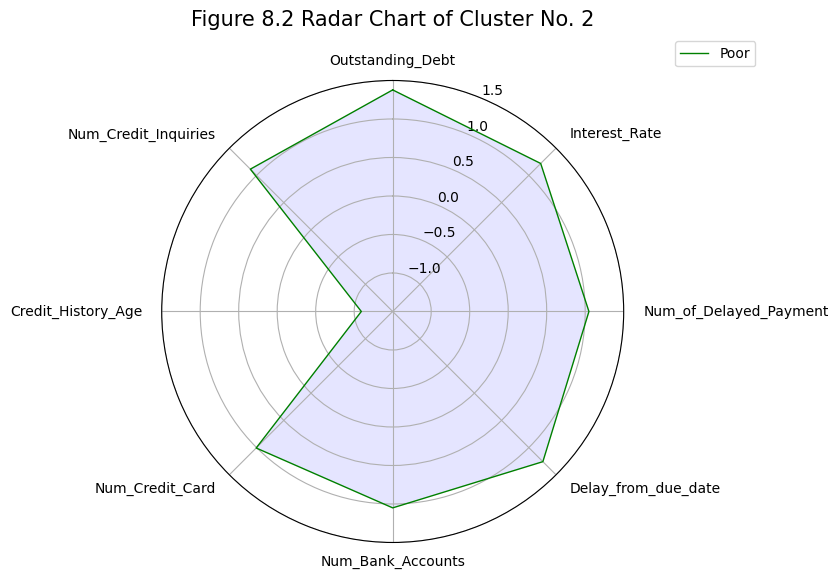 Figure 8.2 Radar Chart of Cluster No. 2
Poor
Outstanding_Debt
Num_Credit_Inquiries
Interest_Rate
1.5
1.0
0.5
0.0
−0.5
−1.0
Credit_History_Age
Num_of_Delayed_Payment
Num_Credit_Card
Delay_from_due_date
Num_Bank_Accounts